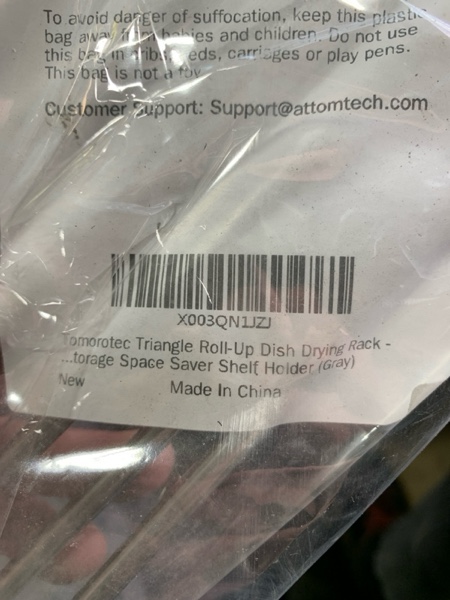 To avoid danger of suffocation, keep this plastic
bag away from babies and children. Do not use
this bag in cribs, beds, carriages or play pens.
This bag is not a toy
Customer Support: Support@attomtech.com
X003QN1JZJ
Tomorotec Triangle Roll-Up Dish Drying Rack -
...torage Space Saver Shelf Holder (Gray)
New
Made In China